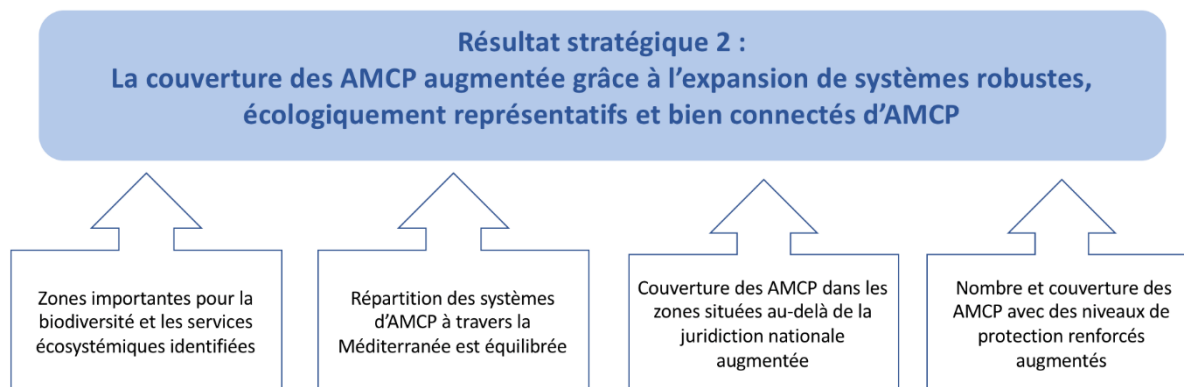 Résultat stratégique 2 :
La couverture des AMCP augmentée grâce à l’expansion de systèmes robustes,
écologiquement représentatifs et bien connectés d’AMCP
Zones importantes pour la
biodiversité et les services
écosystémiques identifiées
Répartition des systèmes
d’AMCP à travers la
Méditerranée est équilibrée
Couverture des AMCP dans les
zones situées au-delà de la
juridiction nationale
augmentée
Nombre et couverture des
AMCP avec des niveaux de
protection renforcés
augmentés